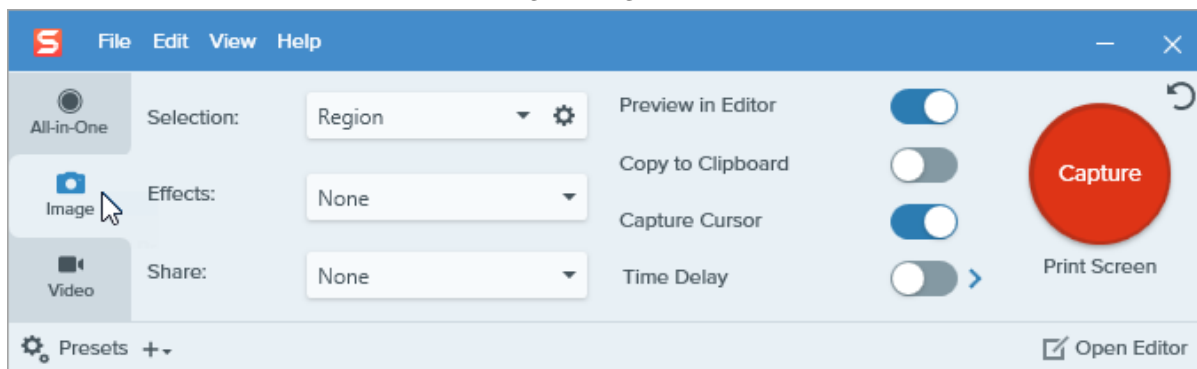 File Edit View Help
All-in-One
Image
Video
Selection: Region
Effects: None
Share: None
Preview in Editor
Copy to Clipboard
Capture Cursor
Time Delay
Capture
Print Screen
Presets
Open Editor